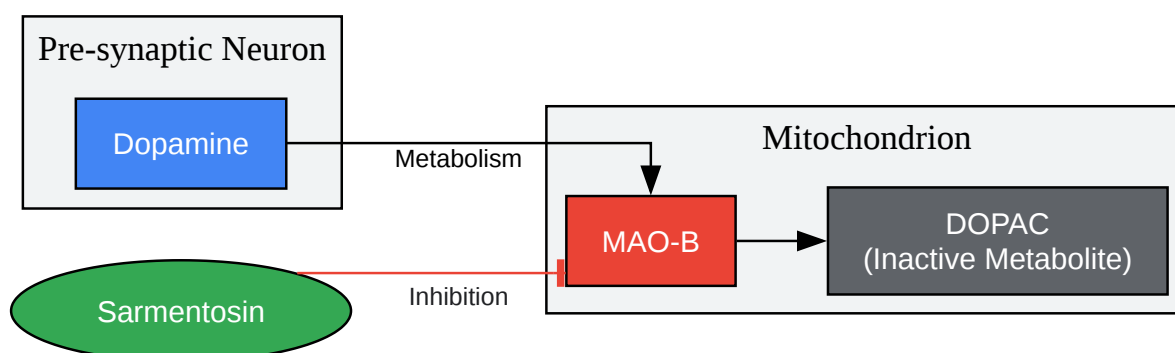 Pre-synaptic Neuron
Dopamine
Metabolism
Mitochondrion
MAO-B
DOPAC
(Inactive Metabolite)
Sarmentosin
Inhibition